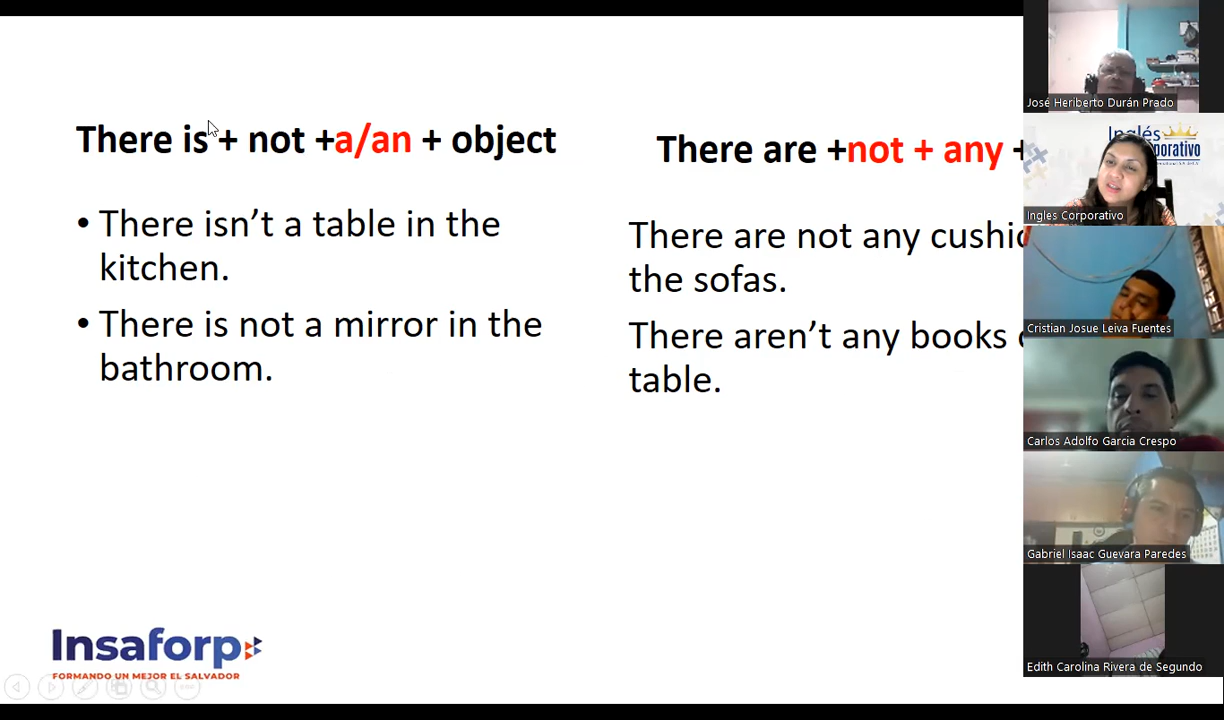 There is + not +a/an + object
• There isn’t a table in the
kitchen.
• There is not a mirror in the
bathroom.
There are +not + any +
There are not any
the sofas.
There aren’t any books
table.
Insaforp
FORMANDO UN MEJOR EL SALVADOR
José Heriberto Durán Prado
Inglés
Ingles Corporativo
Cristian Josue Leiva Fuentes
Carlos Adolfo Garcia Crespo
Gabriel Isaac Guevara Paredes
Edith Carolina Rivera de Segundo